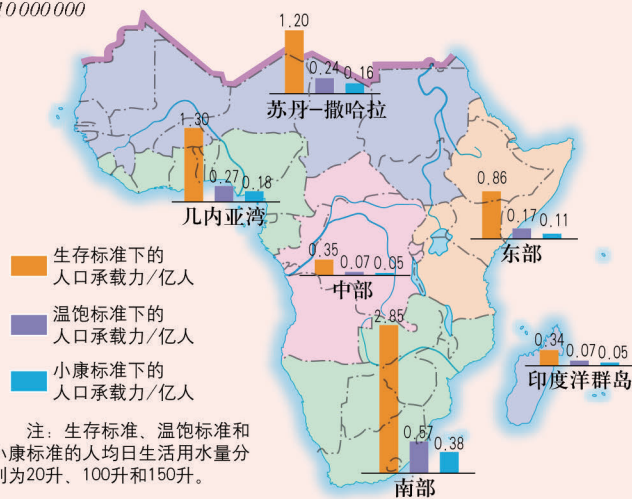 10000000
1.20
0.24
0.16
苏丹-撒哈拉
1.30
0.27
0.18
几内亚湾
0.86
0.17
0.11
东部
0.35
0.07
0.05
中部
2.85
0.57
0.38
南部
0.34
0.07
0.05
印度洋群岛
生存标准下的
人口承载力/亿人
温饱标准下的
人口承载力/亿人
小康标准下的
人口承载力/亿人
注：生存标准、温饱标准和
小康标准的人均日生活用水量分
别为20升、100升和150升。